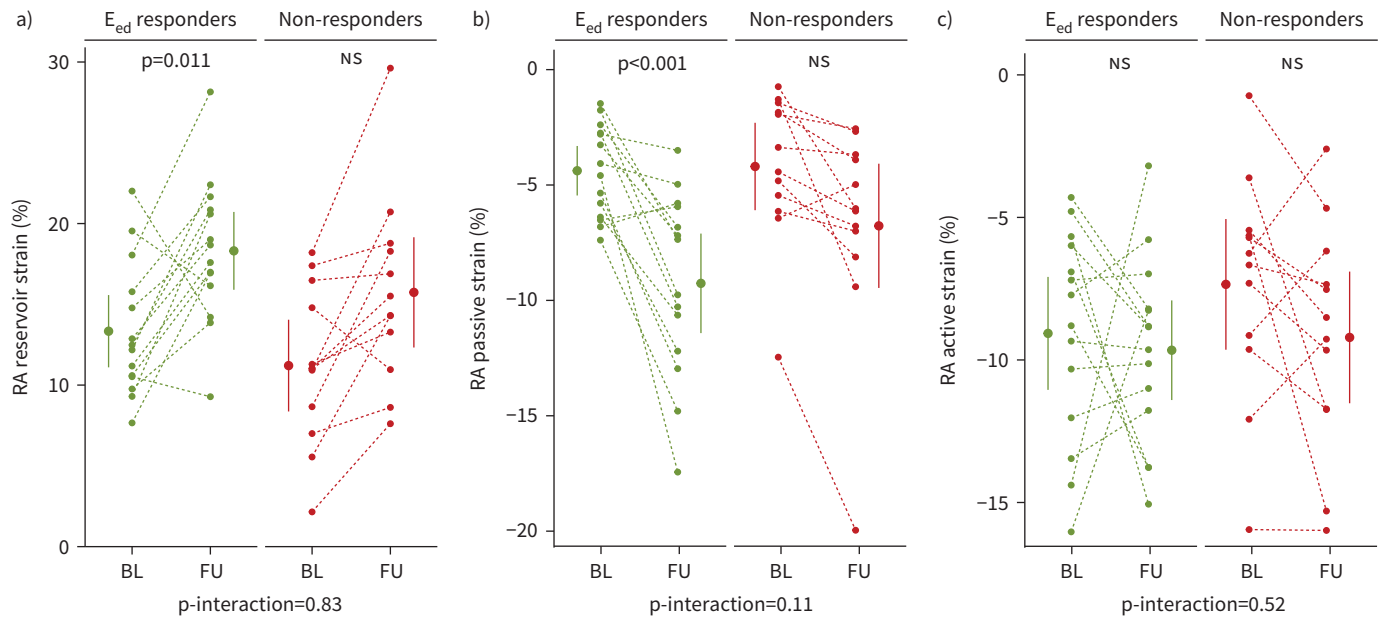 a)
E_ed responders
Non-responders
p=0.011
NS
RA reservoir strain (%)
30
20
10
0
BL
FU
BL
FU
p-interaction=0.83
b)
E_ed responders
Non-responders
p<0.001
NS
RA passive strain (%)
0
−5
−10
−15
−20
BL
FU
BL
FU
p-interaction=0.11
c)
E_ed responders
Non-responders
NS
NS
RA active strain (%)
0
−5
−10
−15
BL
FU
BL
FU
p-interaction=0.52